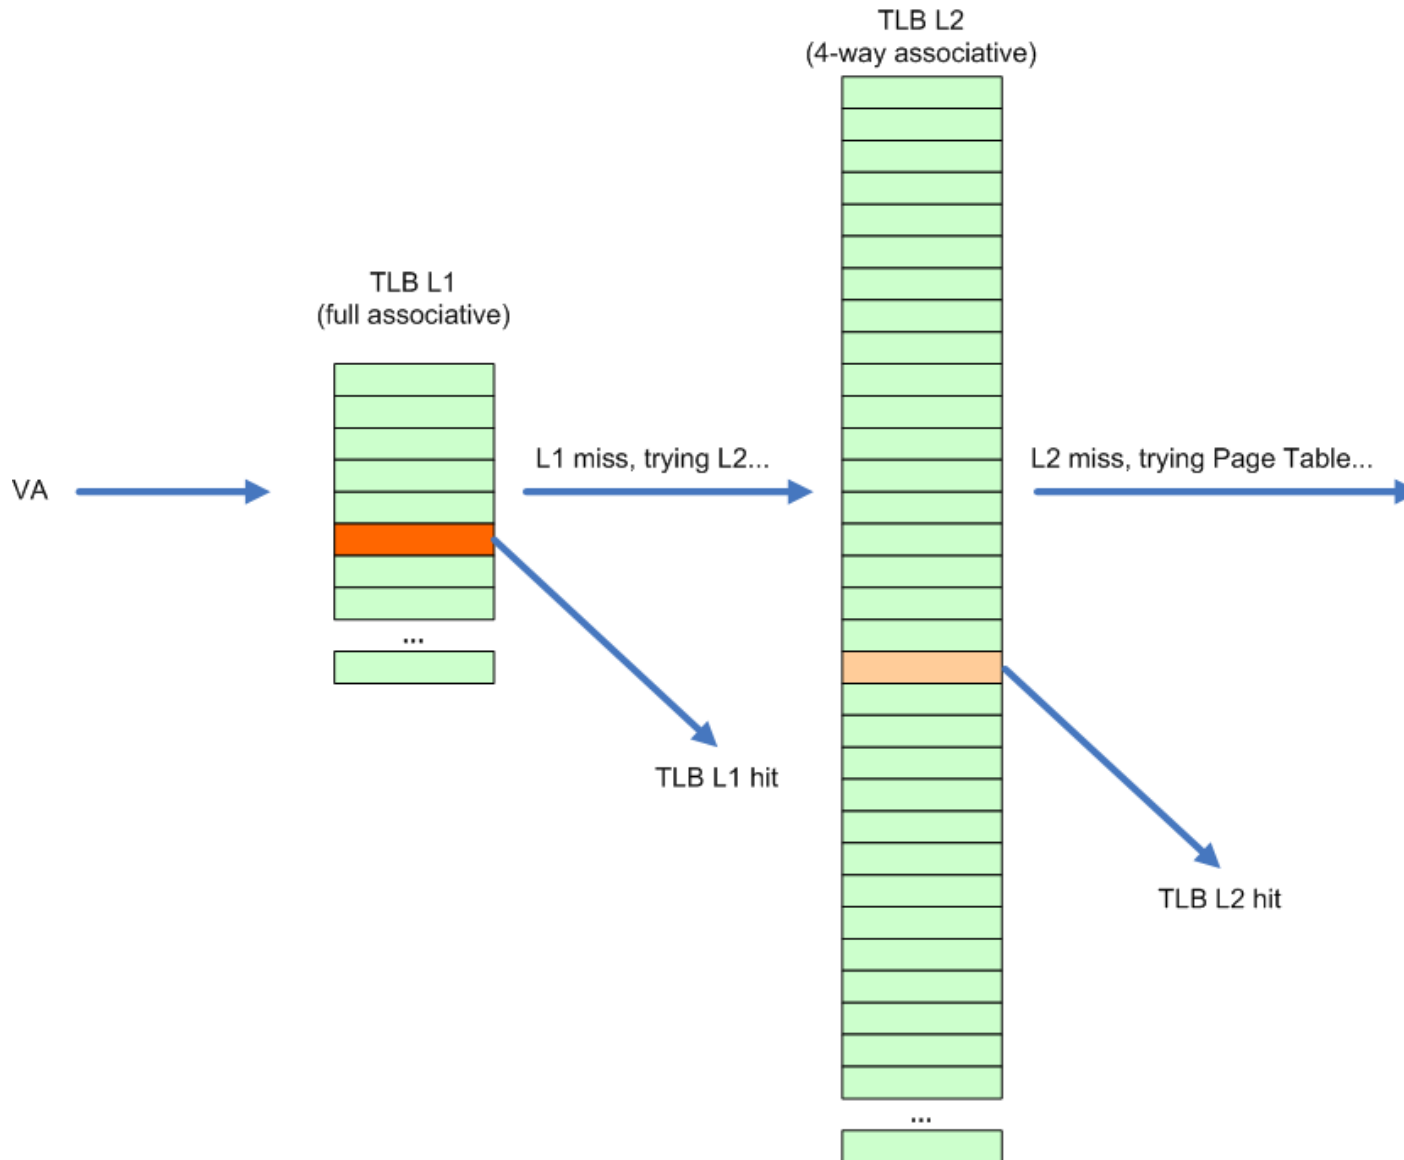 TLB L2
(4-way associative)
TLB L1
(full associative)
VA
L1 miss, trying L2...
L2 miss, trying Page Table...
...
TLB L1 hit
TLB L2 hit
...